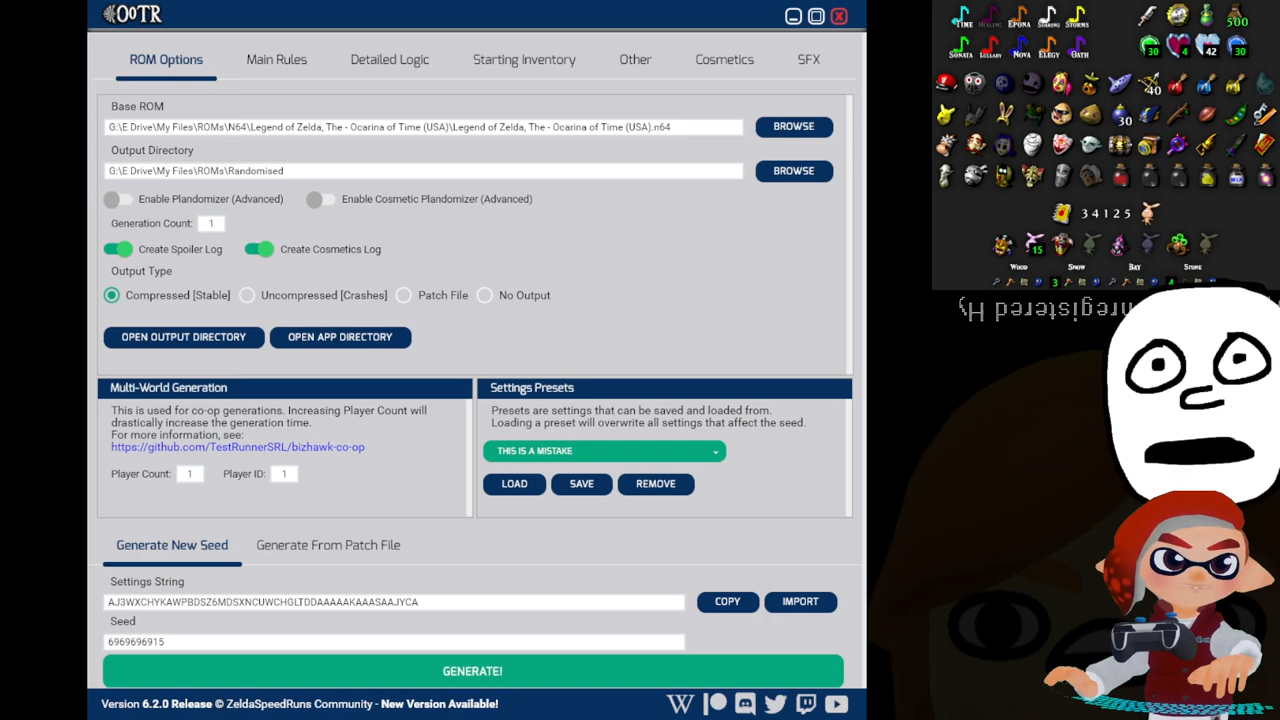 OoTR
ROM Options Main Rules Detailed Logic Starting Inventory Other Cosmetics SFX
Base ROM
G:\E Drive\My Files\ROMs\N64\Legend of Zelda, The - Ocarina of Time (USA)\Legend of Zelda, The - Ocarina of Time (USA).n64 BROWSE
Output Directory
G:\E Drive\My Files\ROMs\Randomised BROWSE
Enable Plandomizer (Advanced) Enable Cosmetic Plandomizer (Advanced)
Generation Count: 1
Create Spoiler Log Create Cosmetics Log
Output Type
Compressed [Stable] Uncompressed [Crashes] Patch File No Output
OPEN OUTPUT DIRECTORY OPEN APP DIRECTORY
Multi-World Generation
This is used for co-op generations. Increasing Player Count will
drastically increase the generation time.
For more information, see:
https://github.com/TestRunnerSRL/bizhawk-co-op
Player Count: 1 Player ID: 1
Settings Presets
Presets are settings that can be saved and loaded from.
Loading a preset will overwrite all settings that affect the seed.
THIS IS A MISTAKE
LOAD SAVE REMOVE
Generate New Seed Generate From Patch File
Settings String
AJ3WXCHYKAWPBDSZ6MDSXNCUWCHGLTDDAAAAAKAAASAAJYCA COPY IMPORT
Seed
6969696915
GENERATE!
Version 6.2.0 Release © ZeldaSpeedRuns Community - New Version Available!
TIME HEALING EPONA SOARING STORMS 500
SONATA LULLABY NOVA ELEGY OATH 30 4 42 30
40
30
MILK
34125
15
WOOD SNOW BAY STONE
3 4
nregistered Hy